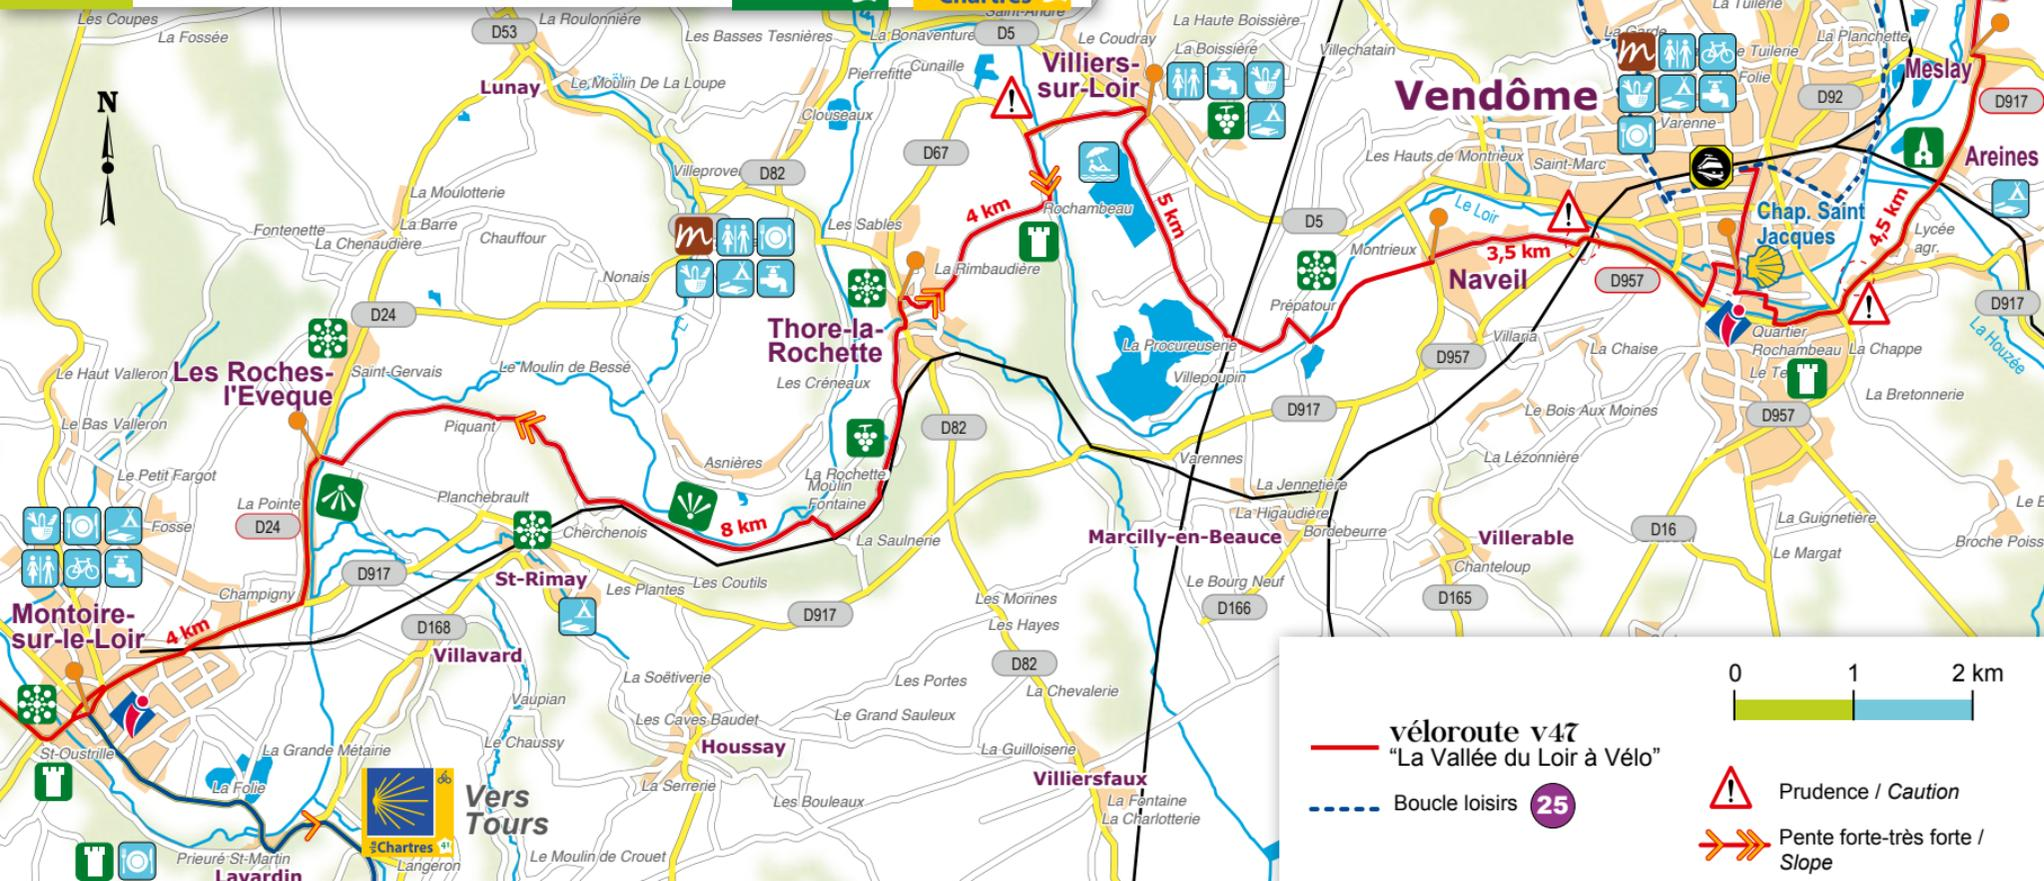 Les Coupes
La Fossée
D53
La Roulonnière
Les Basses Tesnières
La Bonaventure
Saint-André
D5
Le Coudray
La Haute Boissière
La Boissière
Villechatain
La Garde
La Tuilerie
e Tuilerie
Folie
La Planchette
Meslay
D917
Chartres
Lunay
Le Moulin De La Loupe
Pierrefitte
Cunaille
Clouseaux
Villiers-
sur-Loir
Vendôme
D92
Varenne
N
D67
D82
Les Hauts de Montrieux
Saint-Marc
Areines
La Moulotterie
La Barre
La Chenaudière
Fontenette
Chauffour
Nonais
Les Sables
4 km
Rochambeau
5 km
D5
Le Loir
Montrieux
3,5 km
Naveil
D957
Chap. Saint
Jacques
4,5 km
Lycée
agr.
D917
La Houzée
La Rimbaudière
Prépatour
D24
Thore-la-
Rochette
La Procureuserie
Villepoupin
Villaria
D957
La Chaise
Quartier
Rochambeau
La Chappe
Le Haut Valleron
Les Roches-
l'Eveque
Saint-Gervais
Le Moulin de Bessé
Les Créneaux
D917
Le Bois Aux Moines
La Bretonnerie
D957
Le Bas Valleron
Piquant
D82
Asnières
Varennes
La Lézonnière
Le Petit Fargot
La Pointe
D24
Fosse
Planchebrault
La Rochette
Moulin
Fontaine
La Jennetière
La Higaudière
Bordebeurre
La Guignetière
D16
Cherchenois
8 km
La Saulnerie
Marcilly-en-Beauce
Villerable
Le Margat
Broche Poiss
D917
St-Rimay
Les Plantes
Les Coutils
Le Bourg Neuf
D166
Chanteloup
D165
Champigny
Montoire-
sur-le-Loir
4 km
D168
D917
Les Morines
Les Hayes
Villavard
D82
La Soëtiverie
Les Portes
La Chevalerie
Vaupian
Les Caves Baudet
Le Grand Sauleux
St-Oustrille
La Grande Métairie
Le Chaussy
Houssay
La Guilloiserie
La Folie
La Serrerie
Villiersfaux
Vers
Tours
Les Bouleaux
La Fontaine
La Charlotterie
via
Chartres
41
Prieuré St-Martin
Lavardin
Langeron
Le Moulin de Crouet
0 1 2 km
véloroute v47
“La Vallée du Loir à Vélo”
Boucle loisirs 25
Prudence / Caution
Pente forte-très forte /
Slope